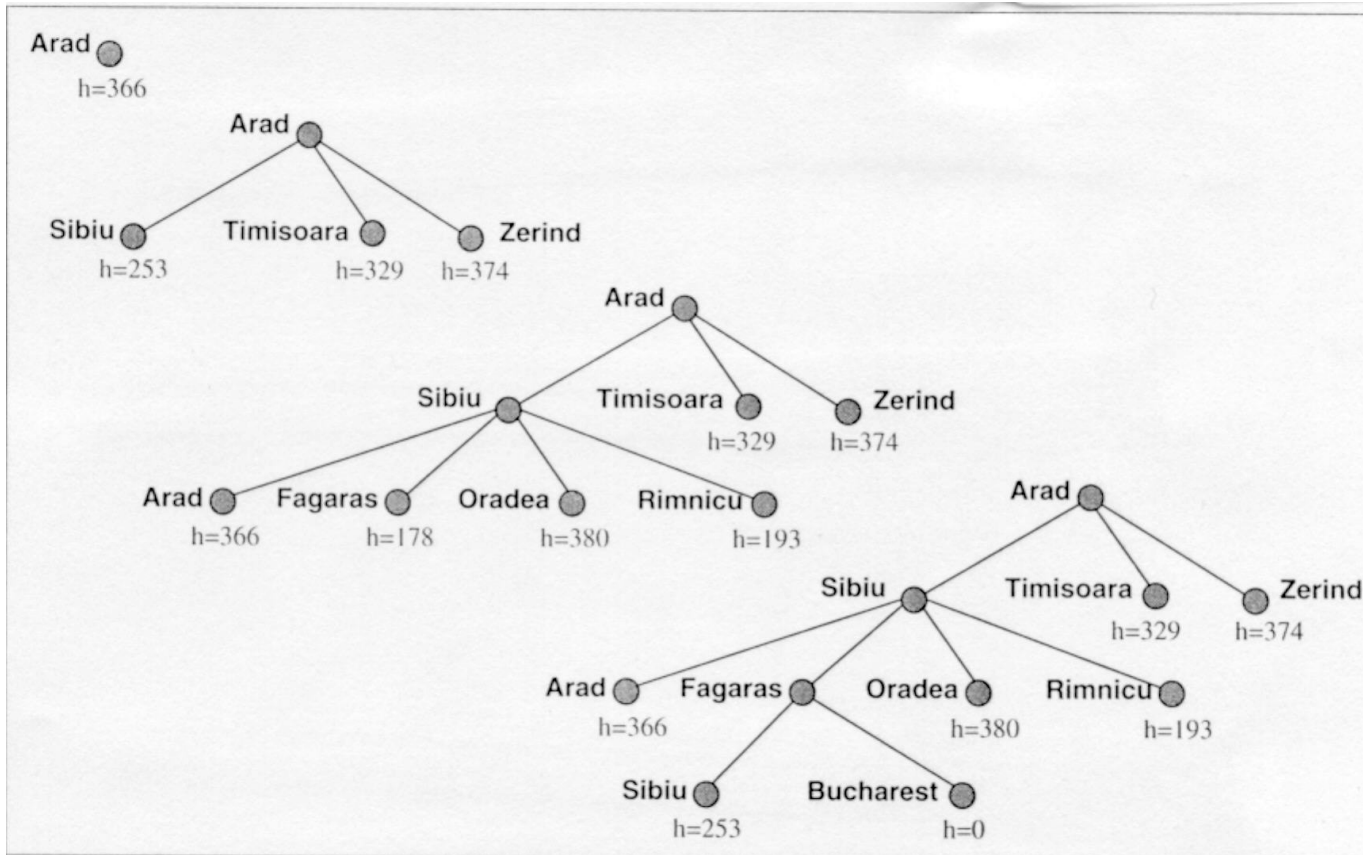 Arad
h=366
Arad
Sibiu Timisoara Zerind
h=253 h=329 h=374
Arad
Sibiu Timisoara Zerind
h=329 h=374
Arad Fagaras Oradea Rimnicu
h=366 h=178 h=380 h=193
Arad
Sibiu Timisoara Zerind
h=329 h=374
Arad Fagaras Oradea Rimnicu
h=366 h=380 h=193
Sibiu Bucharest
h=253 h=0